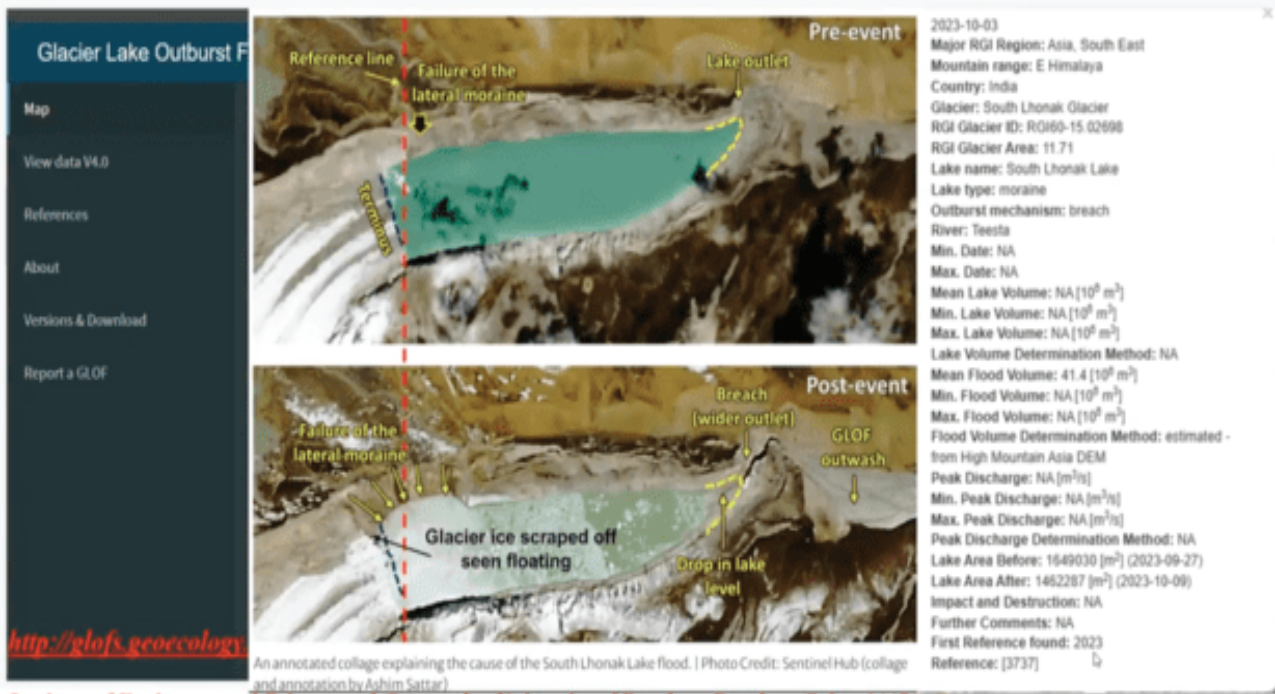 Glacier Lake Outburst F
Map
View data V4.0
References
About
Versions & Download
Report a GLOF
http://glofs.geoecology.
Pre-event
Reference line
Failure of the
lateral moraine
Lake outlet
Terminus
Post-event
Failure of the
lateral moraine
Breach
(wider outlet)
GLOF
outwash
Glacier ice scraped off
seen floating
Drop in lake
level
An annotated collage explaining the cause of the South Lhonak Lake flood. | Photo Credit: Sentinel Hub (collage
and annotation by Ashim Sattar)
2023-10-03
Major RGI Region: Asia, South East
Mountain range: E Himalaya
Country: India
Glacier: South Lhonak Glacier
RGI Glacier ID: RGI60-15.02698
RGI Glacier Area: 11.71
Lake name: South Lhonak Lake
Lake type: moraine
Outburst mechanism: breach
River: Teesta
Min. Date: NA
Max. Date: NA
Mean Lake Volume: NA [10⁶ m³]
Min. Lake Volume: NA [10⁶ m³]
Max. Lake Volume: NA [10⁶ m³]
Lake Volume Determination Method: NA
Mean Flood Volume: 41.4 [10⁶ m³]
Min. Flood Volume: NA [10⁶ m³]
Max. Flood Volume: NA [10⁶ m³]
Flood Volume Determination Method: estimated -
from High Mountain Asia DEM
Peak Discharge: NA [m³/s]
Min. Peak Discharge: NA [m³/s]
Max. Peak Discharge: NA [m³/s]
Peak Discharge Determination Method: NA
Lake Area Before: 1649030 [m²] (2023-09-27)
Lake Area After: 1462287 [m²] (2023-10-09)
Impact and Destruction: NA
Further Comments: NA
First Reference found: 2023
Reference: [3737]